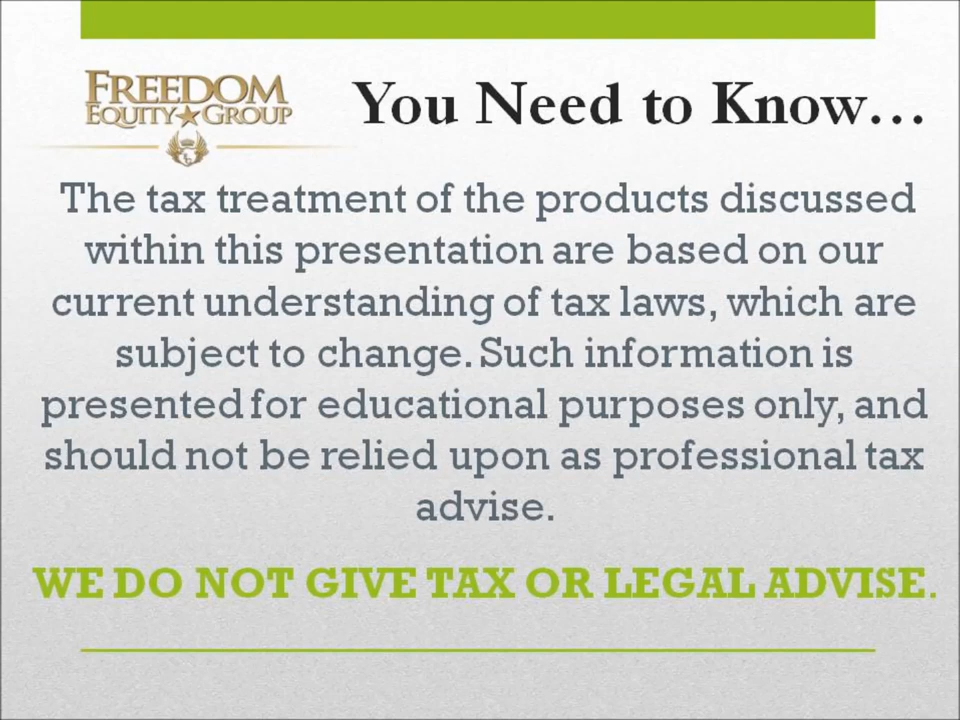 FREEDOM
EQUITY★GROUP
You Need to Know…
The tax treatment of the products discussed
within this presentation are based on our
current understanding of tax laws, which are
subject to change. Such information is
presented for educational purposes only, and
should not be relied upon as professional tax
advise.
WE DO NOT GIVE TAX OR LEGAL ADVISE.